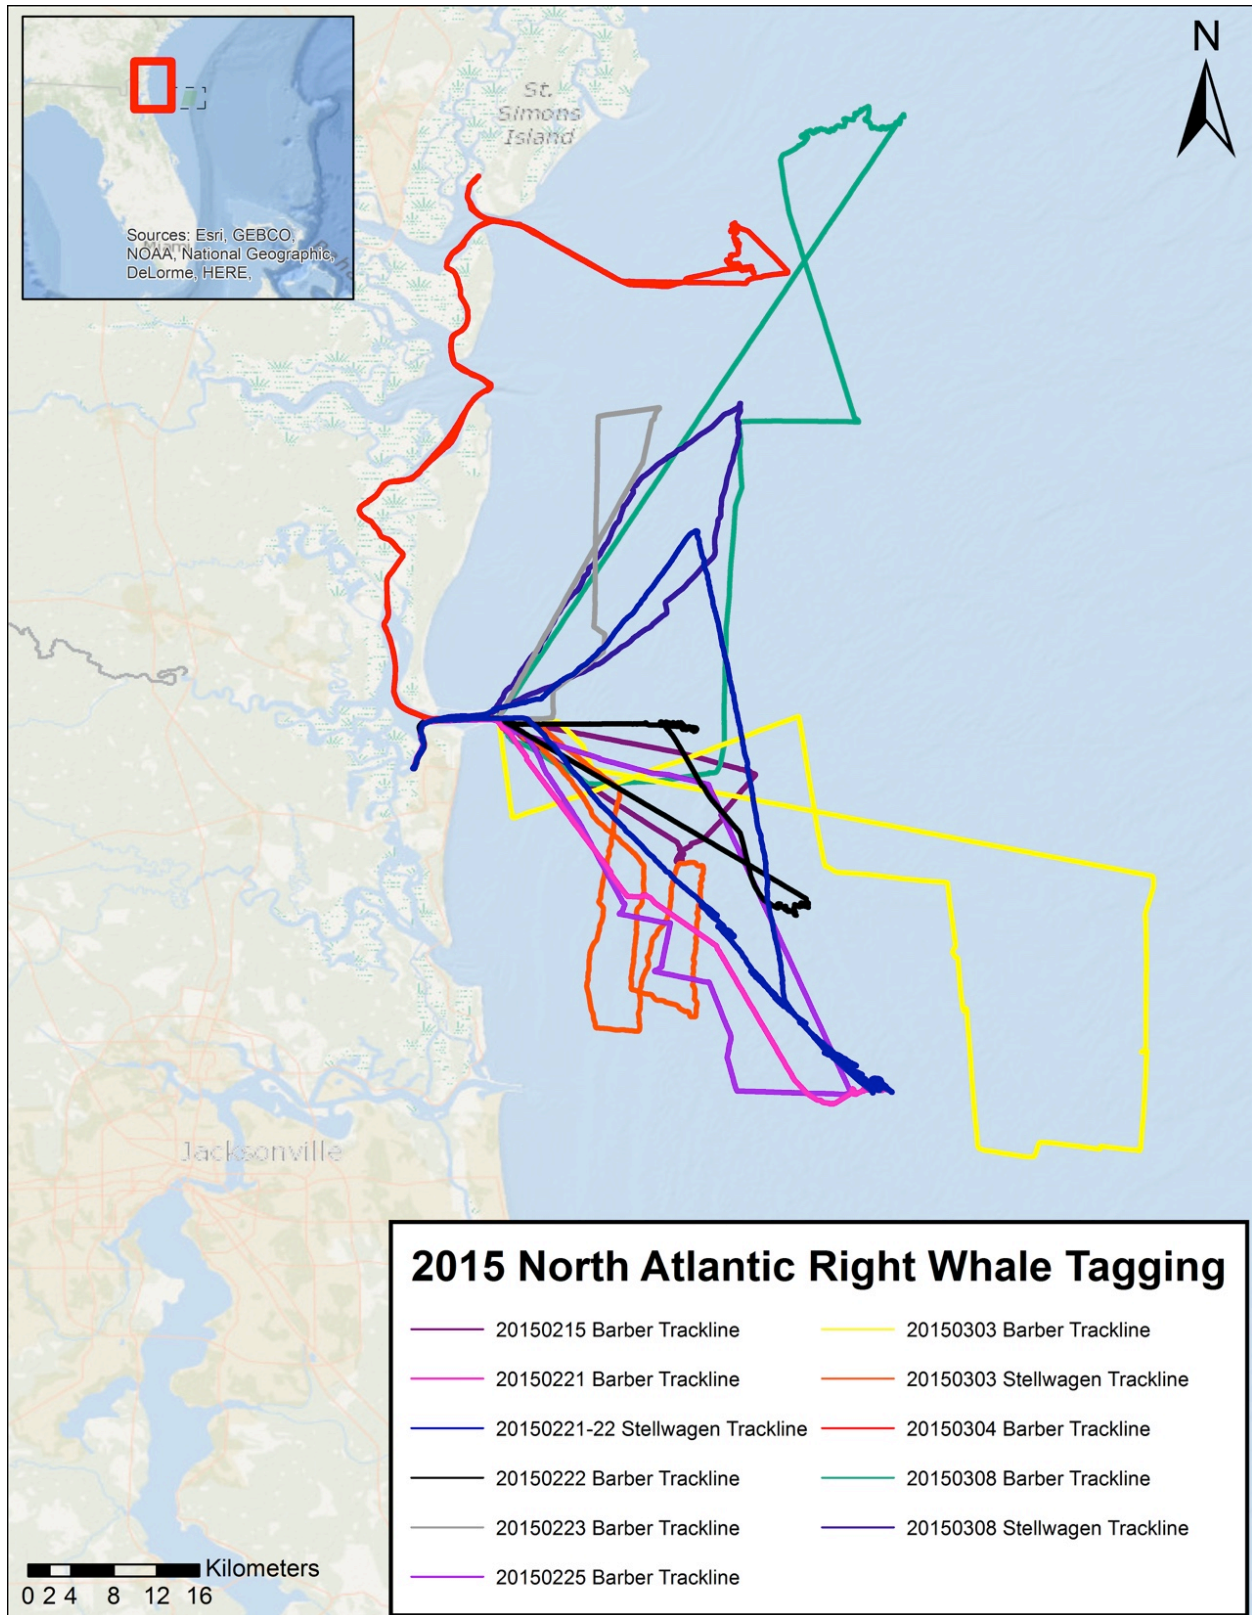 N
St.
Simons
Island
Sources: Esri, GEBCO,
NOAA, National Geographic,
DeLorme, HERE,
Jacksonville
2015 North Atlantic Right Whale Tagging
20150215 Barber Trackline
20150221 Barber Trackline
20150221-22 Stellwagen Trackline
20150222 Barber Trackline
20150223 Barber Trackline
20150225 Barber Trackline
20150303 Barber Trackline
20150303 Stellwagen Trackline
20150304 Barber Trackline
20150308 Barber Trackline
20150308 Stellwagen Trackline
Kilometers
0 2 4 8 12 16